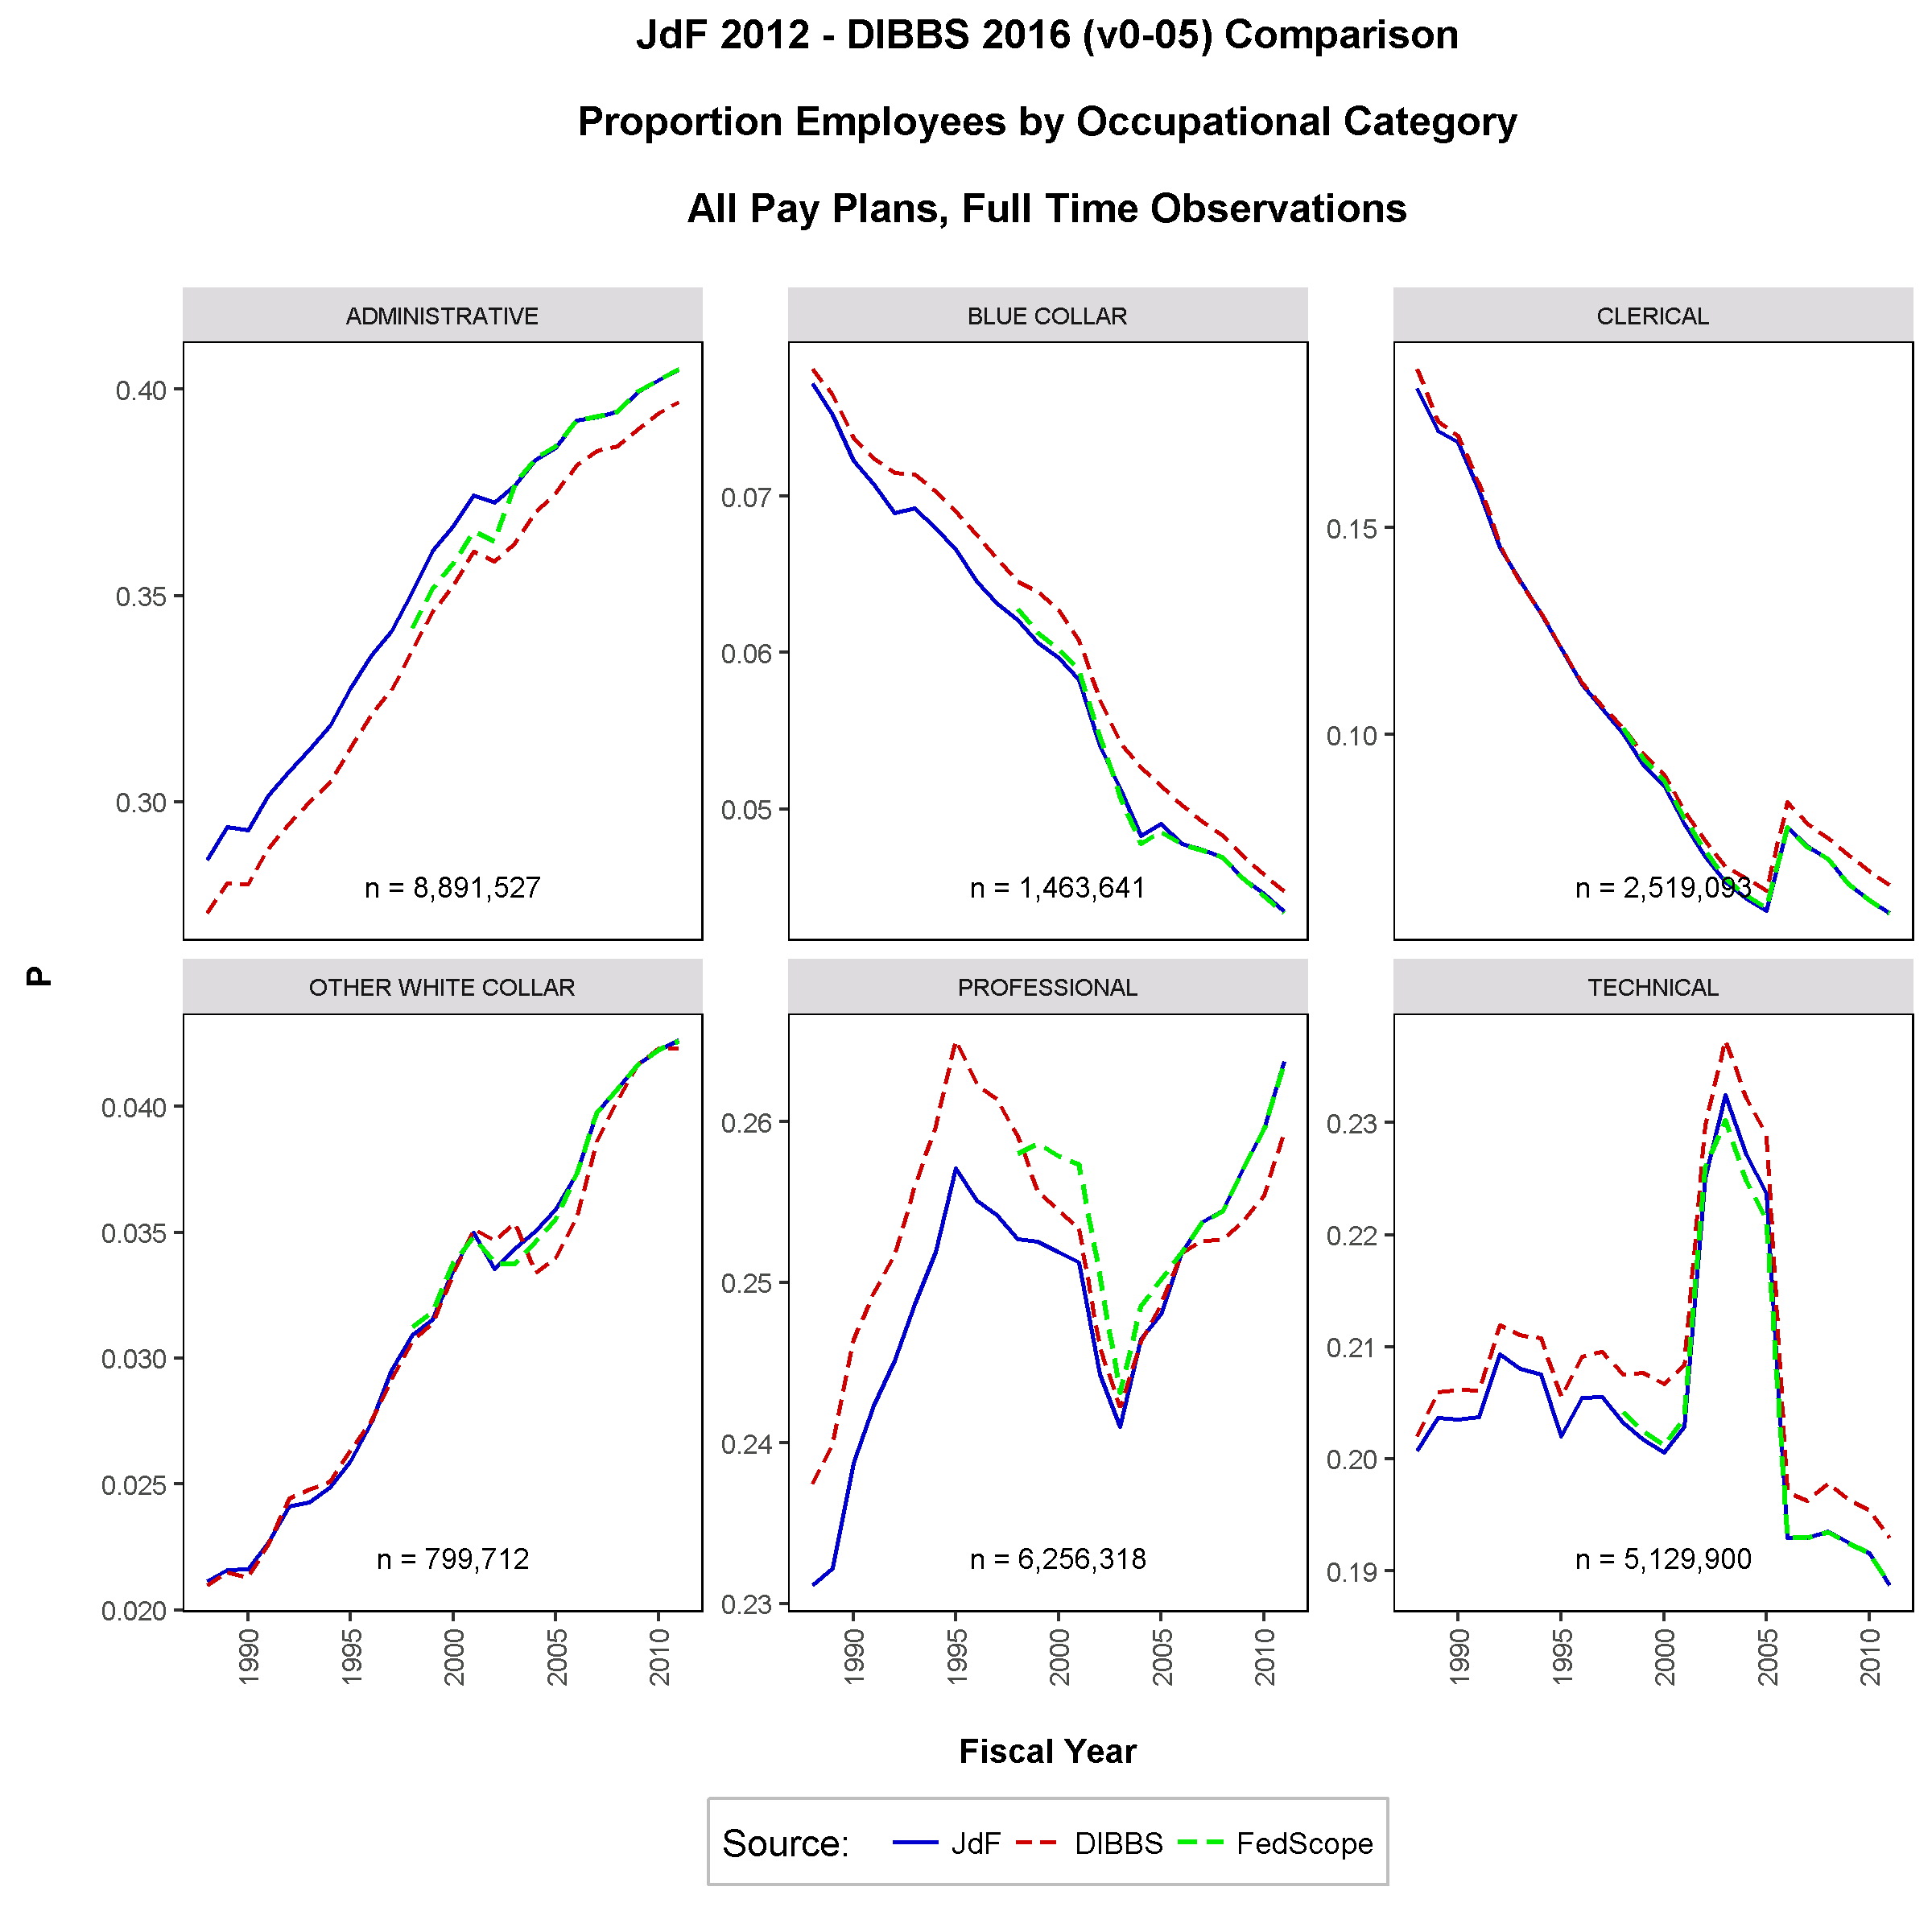 JdF 2012 - DIBBS 2016 (v0-05) Comparison
Proportion Employees by Occupational Category
All Pay Plans, Full Time Observations
ADMINISTRATIVE
0.40
0.35
0.30
n = 8,891,527
BLUE COLLAR
0.07
0.06
0.05
n = 1,463,641
CLERICAL
0.15
0.10
n = 2,519,093
P
OTHER WHITE COLLAR
0.040
0.035
0.030
0.025
0.020
n = 799,712
1990 1995 2000 2005 2010
PROFESSIONAL
0.26
0.25
0.24
0.23
n = 6,256,318
1990 1995 2000 2005 2010
TECHNICAL
0.23
0.22
0.21
0.20
0.19
n = 5,129,900
1990 1995 2000 2005 2010
Fiscal Year
Source: JdF DIBBS FedScope